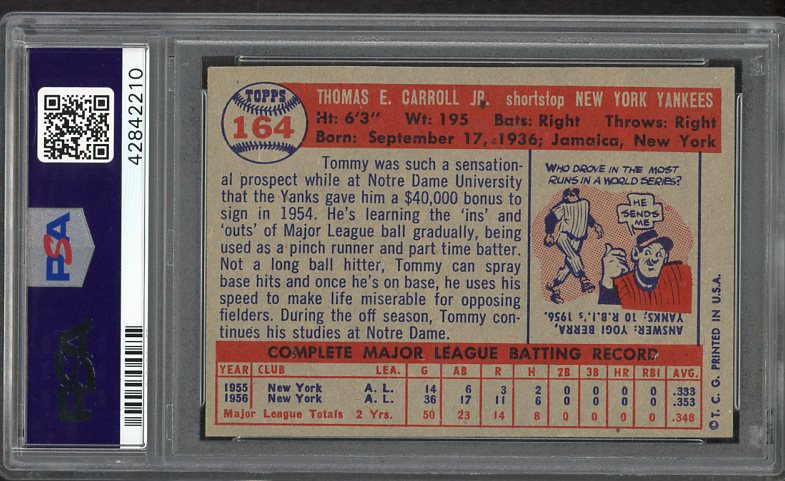 42842210
PSA
PSA
TOPPS
164
THOMAS E. CARROLL JR. shortstop NEW YORK YANKEES
Ht: 6'3" Wt: 195 Bats: Right Throws: Right
Born: September 17, 1936; Jamaica, New York
Tommy was such a sensation-
al prospect while at Notre Dame University
that the Yanks gave him a $40,000 bonus to
sign in 1954. He's learning the 'ins' and
'outs' of Major League ball gradually, being
used as a pinch runner and part time batter.
Not a long ball hitter, Tommy can spray
base hits and once he's on base, he uses his
speed to make life miserable for opposing
fielders. During the off season, Tommy con-
tinues his studies at Notre Dame.
WHO DROVE IN THE MOST
RUNS IN A WORLD SERIES?
HE
SENDS
ME
ANSWER: YOGI BERRA,
YANKS; 10 R.B.I.'s 1956.
COMPLETE MAJOR LEAGUE BATTING RECORD
YEAR CLUB LEA. G AB R H 2B 3B HR RBI AVG.
1955 New York A. L. 14 6 3 2 0 0 0 0 .333
1956 New York A. L. 36 17 11 6 0 0 0 0 .353
Major League Totals 2 Yrs. 50 23 14 8 0 0 0 0 .348
© T. C. G. PRINTED IN U.S.A.